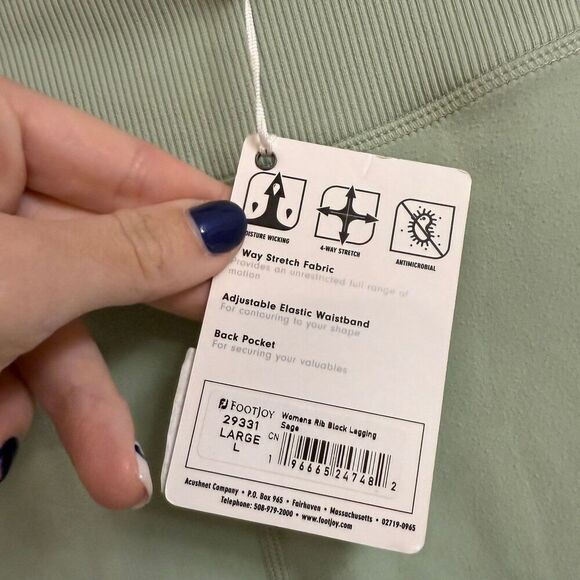 OISTURE WICKING
4-WAY STRETCH
ANTIMICROBIAL
Way Stretch Fabric
Provides an unrestricted full range of
motion
Adjustable Elastic Waistband
For contouring to your shape
Back Pocket
For securing your valuables
FOOTJOY
29331
LARGE
L
Womens Rib Block Legging
Sage
CN
1 96665 24748 2
Acushnet Company • P.O. Box 965 • Fairhaven • Massachusetts • 02719-0965
Telephone: 508-979-2000 • www.footjoy.com